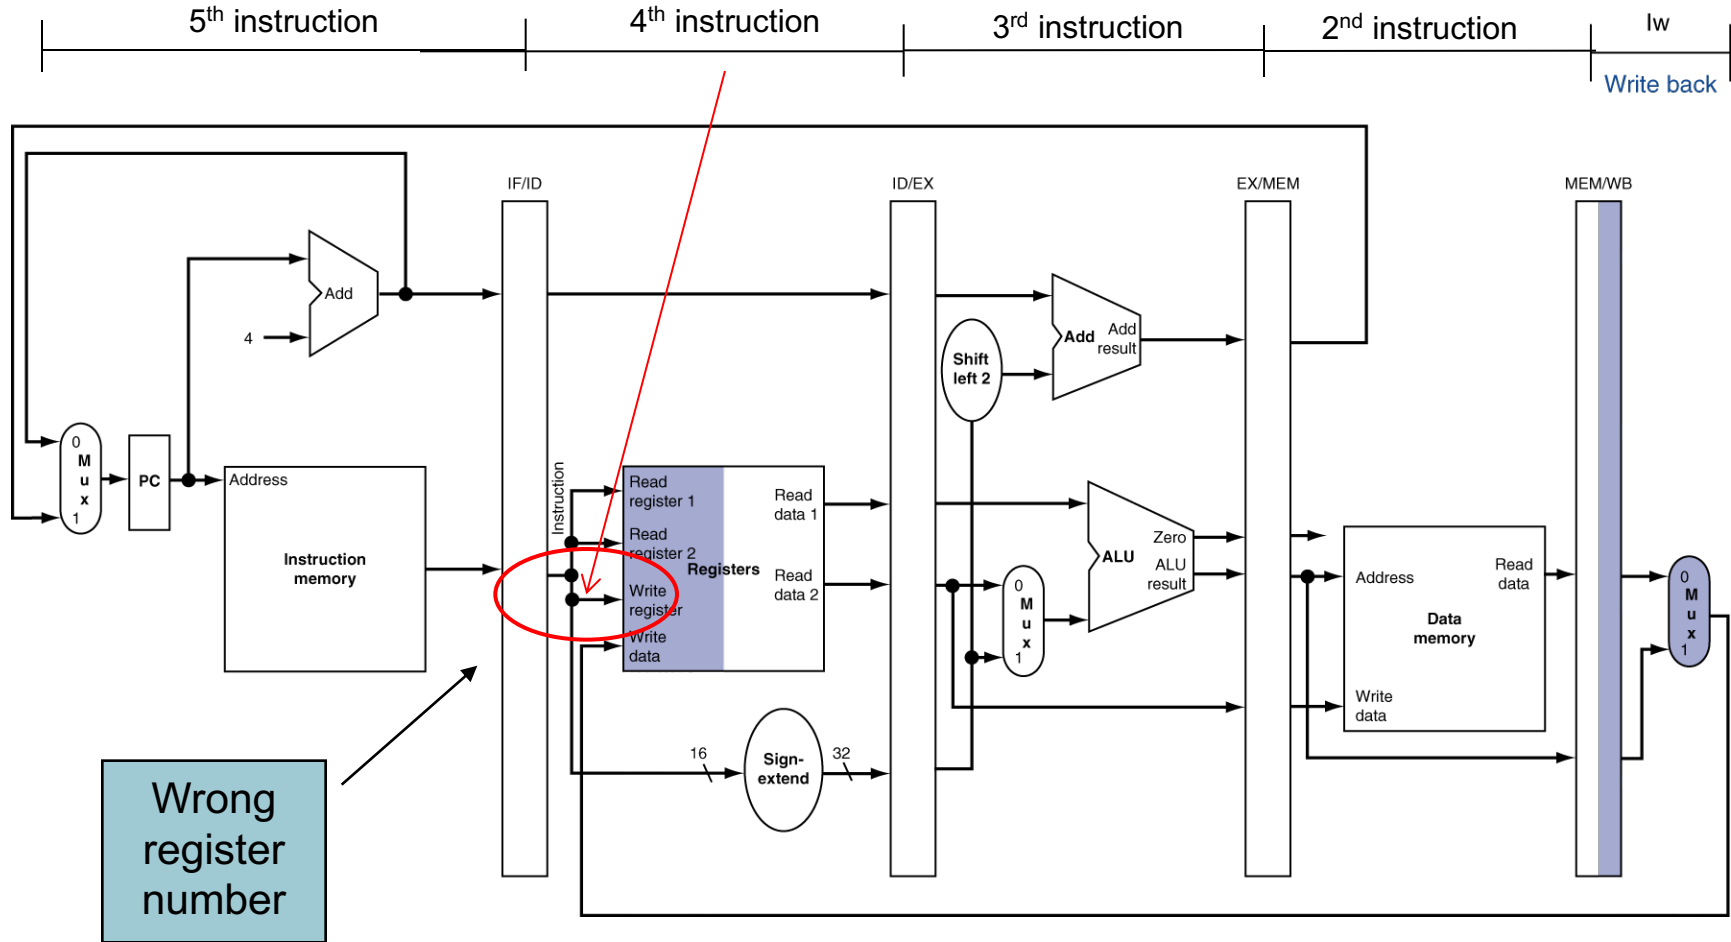 5th instruction
4th instruction
3rd instruction
2nd instruction
lw
Write back
IF/ID
ID/EX
EX/MEM
MEM/WB
Add
4
Add
Add
result
Shift
left 2
0
M
u
x
1
PC
Address
Instruction
memory
Instruction
Read
register 1
Read
register 2
Registers
Write
register
Write
data
Read
data 1
Read
data 2
0
M
u
x
1
Zero
ALU
ALU
result
Address
Read
data
Data
memory
Write
data
0
M
u
x
1
16
Sign-
extend
32
Wrong
register
number